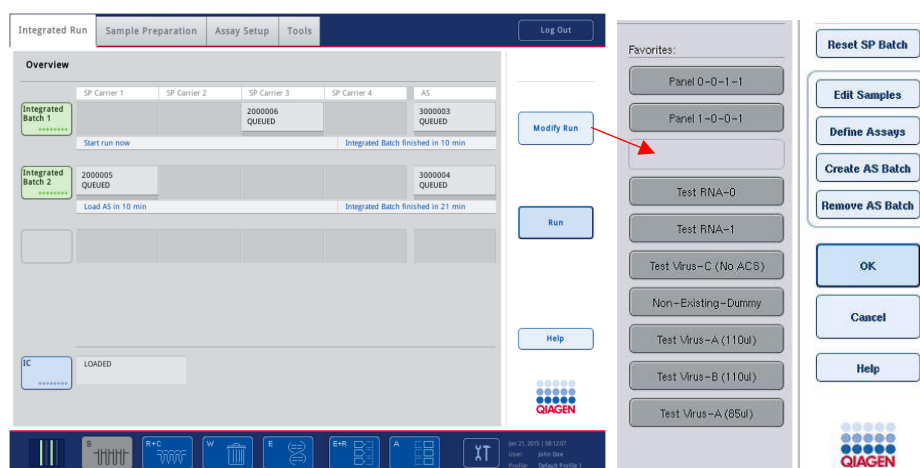 Integrated Run
Sample Preparation
Assay Setup
Tools
Log Out
Overview
SP Carrier 1
SP Carrier 2
SP Carrier 3
SP Carrier 4
AS
Integrated
Batch 1
2000006
QUEUED
3000003
QUEUED
Start run now
Integrated Batch finished in 10 min
Integrated
Batch 2
2000005
QUEUED
3000004
QUEUED
Load AS in 10 min
Integrated Batch finished in 21 min
IC
LOADED
Modify Run
Run
Help
QIAGEN
S
R+C
W
E
E+R
A
Jan 21, 2015 | 08:12:07
User: John Doe
Profile: Default Profile 1
Favorites:
Panel 0-0-1-1
Panel 1-0-0-1
Test RNA-0
Test RNA-1
Test Virus-C (No ACS)
Non-Existing-Dummy
Test Virus-A (110ul)
Test Virus-B (110ul)
Test Virus-A (85ul)
Reset SP Batch
Edit Samples
Define Assays
Create AS Batch
Remove AS Batch
OK
Cancel
Help
QIAGEN